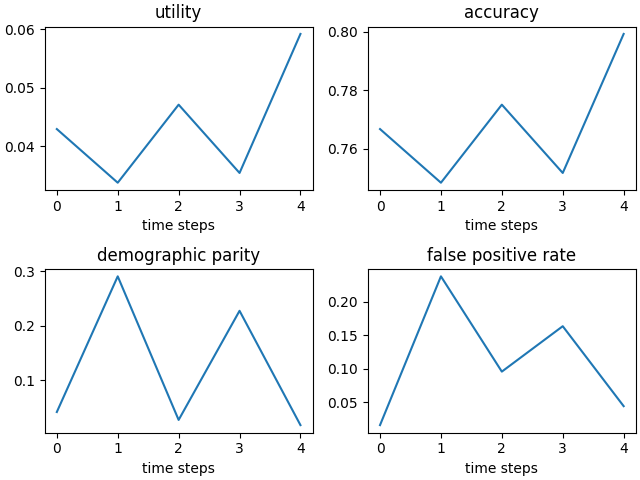 utility
0.06
0.05
0.04
0 1 2 3 4
time steps
accuracy
0.80
0.78
0.76
0 1 2 3 4
time steps
demographic parity
0.3
0.2
0.1
0 1 2 3 4
time steps
false positive rate
0.20
0.15
0.10
0.05
0 1 2 3 4
time steps